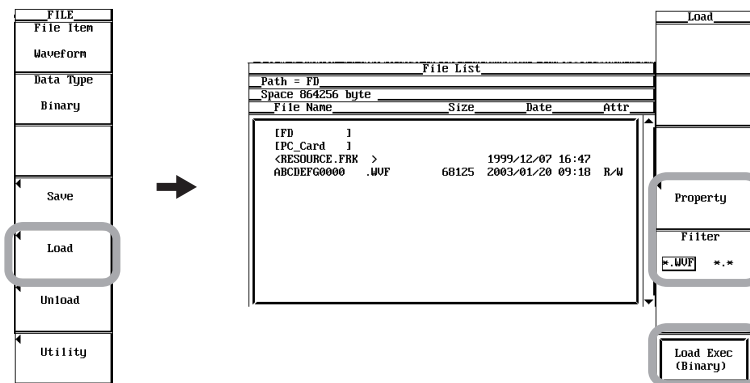 FILE
File Item
Waveform
Data Type
Binary
Save
Load
Unload
Utility
File List
Path = FD
Space 864256 byte
File Name Size Date Attr
[FD ]
[PC_Card ]
<RESOURCE.FRK > 1999/12/07 16:47
ABCDEFG0000 .WVF 68125 2003/01/20 09:18 R/W
Load
Property
Filter
*.WVF *.*
Load Exec
(Binary)